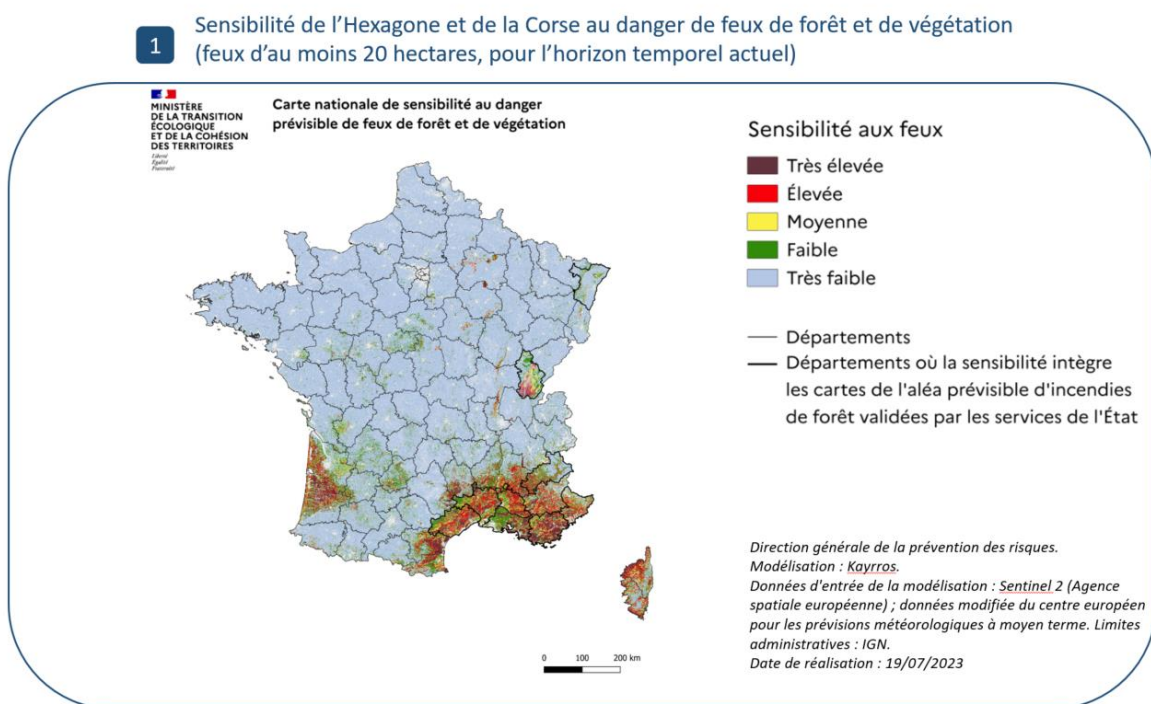 1
Sensibilité de l’Hexagone et de la Corse au danger de feux de forêt et de végétation
(feux d’au moins 20 hectares, pour l’horizon temporel actuel)
MINISTÈRE
DE LA TRANSITION
ÉCOLOGIQUE
ET DE LA COHÉSION
DES TERRITOIRES
Liberté
Égalité
Fraternité
Carte nationale de sensibilité au danger
prévisible de feux de forêt et de végétation
Sensibilité aux feux
Très élevée
Élevée
Moyenne
Faible
Très faible
Départements
Départements où la sensibilité intègre
les cartes de l'aléa prévisible d'incendies
de forêt validées par les services de l'État
Direction générale de la prévention des risques.
Modélisation : Kayrros.
Données d'entrée de la modélisation : Sentinel 2 (Agence
spatiale européenne) ; données modifiée du centre européen
pour les prévisions météorologiques à moyen terme. Limites
administratives : IGN.
Date de réalisation : 19/07/2023
0 100 200 km